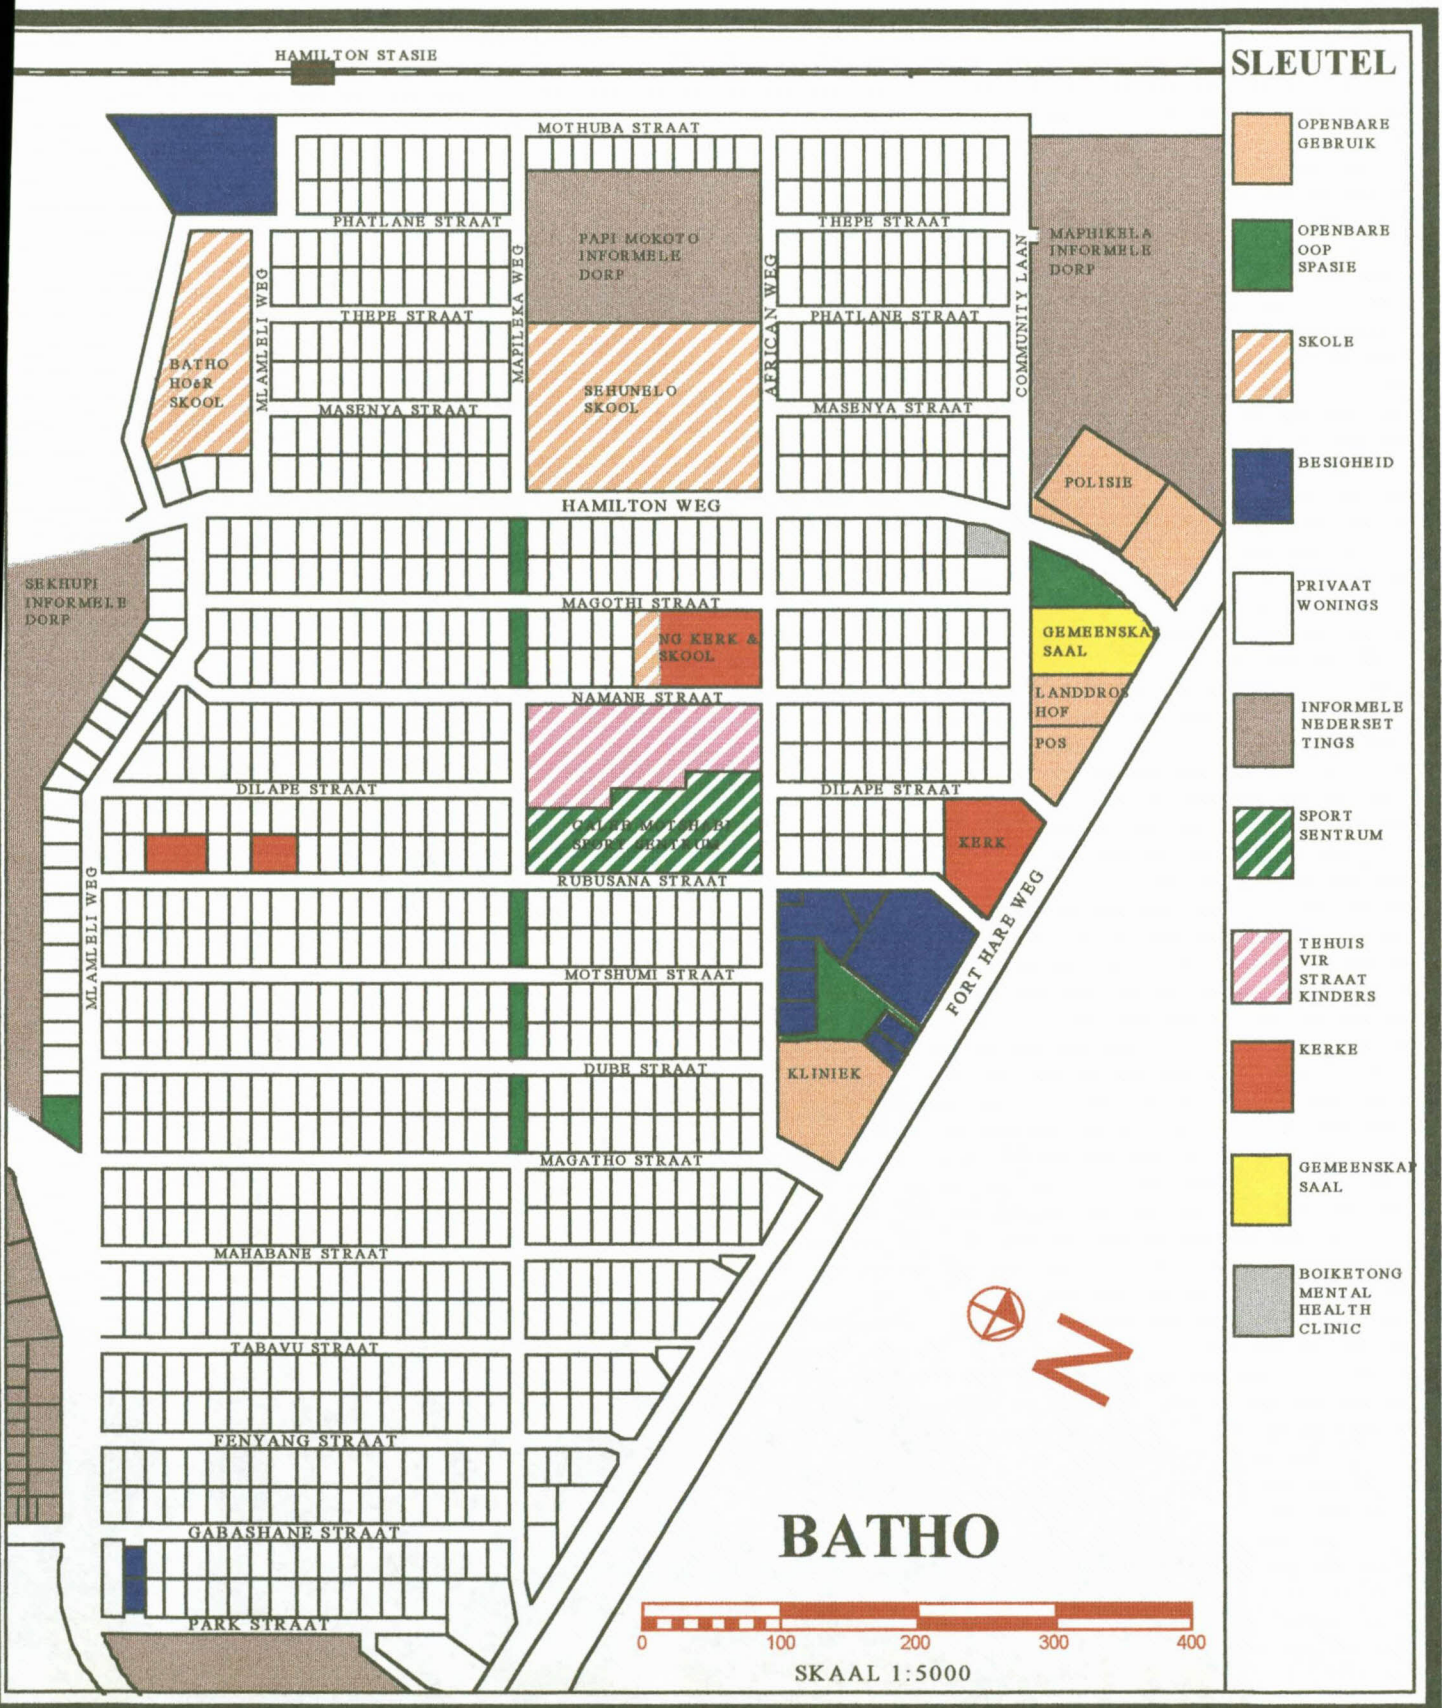 HAMILTON STASIE
SLEUTEL
MOTHUBA STRAAT
PHATLANE STRAAT
THEPE STRAAT
MLAMLELI WEG
MAPILEKA WEG
PAPI MOKOTO
INFORMELE
DORP
AFRICAN WEG
COMMUNITY LAAN
MAPHIKELA
INFORMELE
DORP
THEPE STRAAT
PHATLANE STRAAT
BATHO
HOëR
SKOOL
SEHUNELO
SKOOL
MASENYA STRAAT
MASENYA STRAAT
POLISIE
HAMILTON WEG
SEKHUPI
INFORMELE
DORP
MAGOTHI STRAAT
NG KERK &
SKOOL
GEMEENSKAP
SAAL
NAMANE STRAAT
LANDDROS
HOF
POS
DILAPE STRAAT
DILAPE STRAAT
CALEB MOTSHABI
SPORT SENTRUM
KERK
RUBUSANA STRAAT
MLAMLELI WEG
FORT HARE WEG
MOTSHUMI STRAAT
DUBE STRAAT
KLINIEK
MAGATHO STRAAT
MAHABANE STRAAT
TABAVU STRAAT
FENYANG STRAAT
GABASHANE STRAAT
PARK STRAAT
N
BATHO
0 100 200 300 400
SKAAL 1:5000
OPENBARE
GEBRUIK
OPENBARE
OOP
SPASIE
SKOLE
BESIGHEID
PRIVAAT
WONINGS
INFORMELE
NEDERSET
TINGS
SPORT
SENTRUM
TEHUIS
VIR
STRAAT
KINDERS
KERKE
GEMEENSKAP
SAAL
BOIKETONG
MENTAL
HEALTH
CLINIC